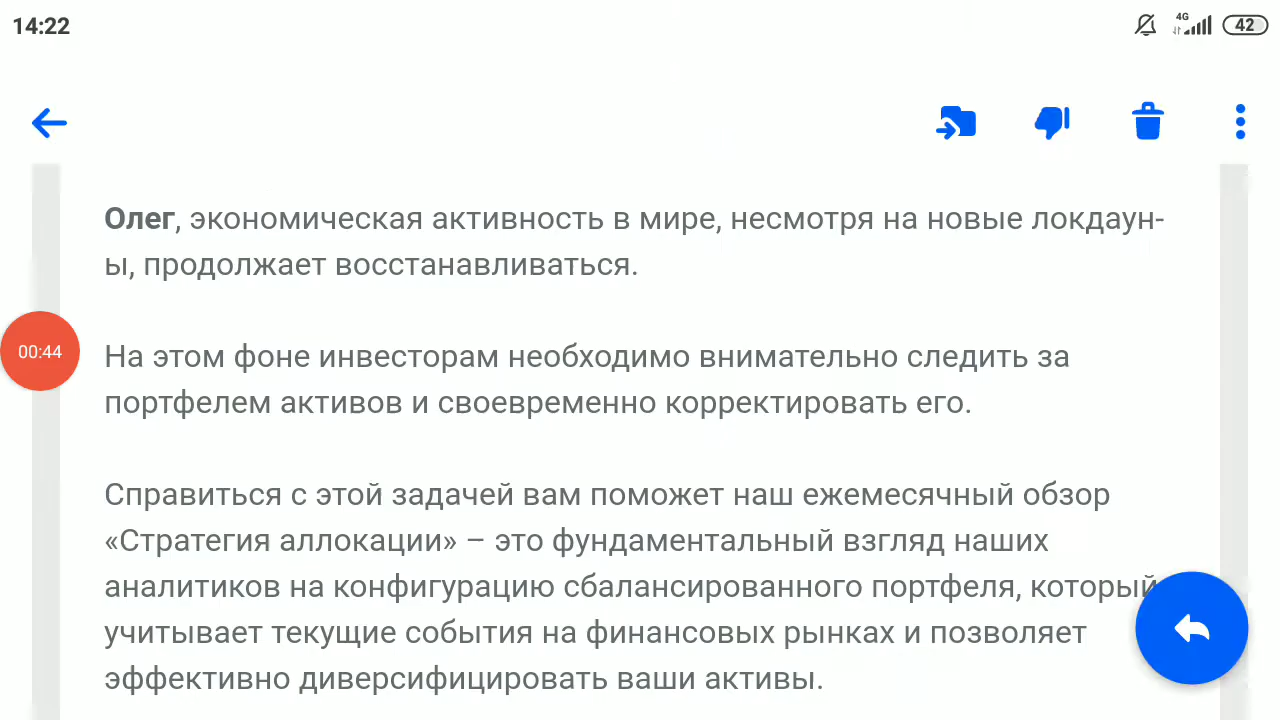 14:22
4G
42
Олег, экономическая активность в мире, несмотря на новые локдаун-
ы, продолжает восстанавливаться.
00:44
На этом фоне инвесторам необходимо внимательно следить за
портфелем активов и своевременно корректировать его.
Справиться с этой задачей вам поможет наш ежемесячный обзор
«Стратегия аллокации» – это фундаментальный взгляд наших
аналитиков на конфигурацию сбалансированного портфеля, который
учитывает текущие события на финансовых рынках и позволяет
эффективно диверсифицировать ваши активы.